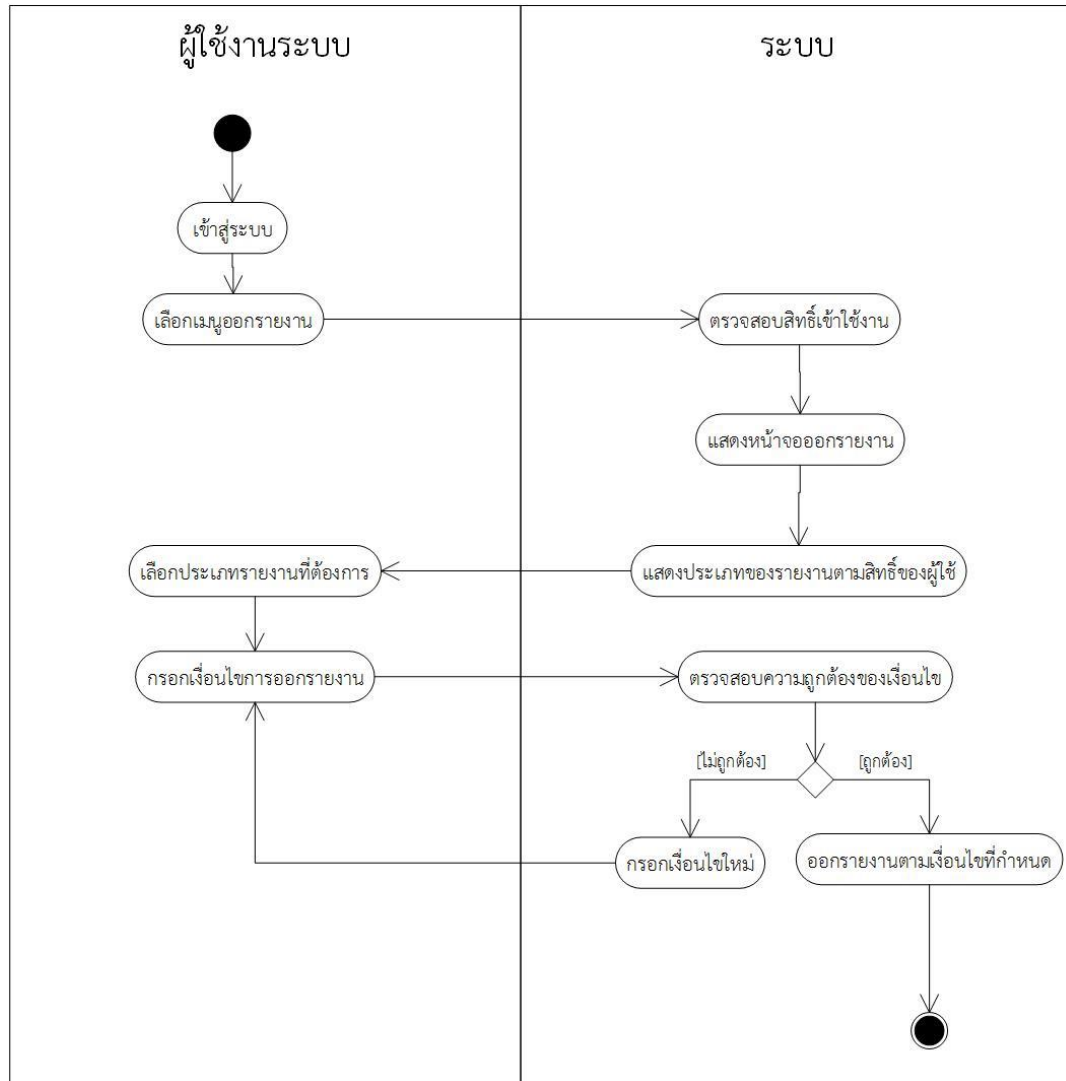 ผู้ใช้งานระบบ
ระบบ
เข้าสู่ระบบ
เลือกเมนูออกรายงาน
ตรวจสอบสิทธิ์เข้าใช้งาน
แสดงหน้าจอออกรายงาน
แสดงประเภทของรายงานตามสิทธิ์ของผู้ใช้
เลือกประเภทรายงานที่ต้องการ
กรอกเงื่อนไขการออกรายงาน
ตรวจสอบความถูกต้องของเงื่อนไข
[ไม่ถูกต้อง]
[ถูกต้อง]
กรอกเงื่อนไขใหม่
ออกรายงานตามเงื่อนไขที่กำหนด